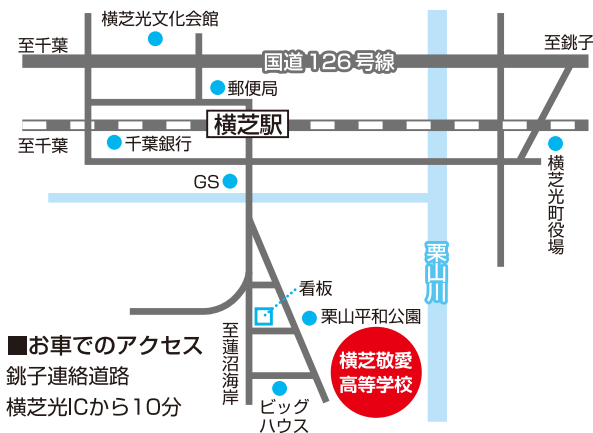 横芝光文化会館
至千葉
国道126号線
至銚子
郵便局
横芝駅
至千葉
千葉銀行
横芝光町役場
GS
栗山川
看板
栗山平和公園
至蓮沼海岸
横芝敬愛
高等学校
■お車でのアクセス
銚子連絡道路
横芝光ICから10分
ビッグ
ハウス